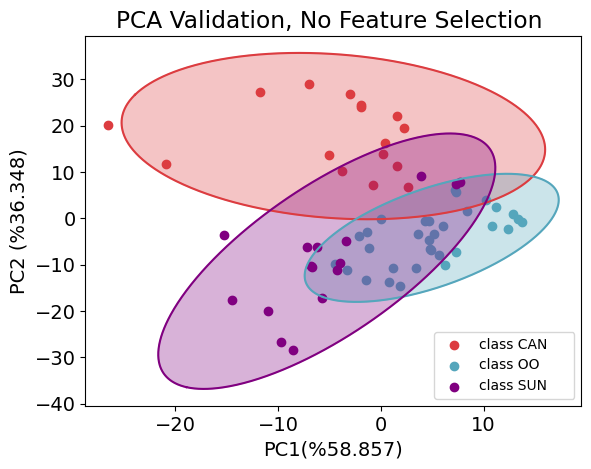 PCA Validation, No Feature Selection
PC2 (%36.348)
30
20
10
0
−10
−20
−30
−40
−20
−10
0
10
PC1(%58.857)
class CAN
class OO
class SUN